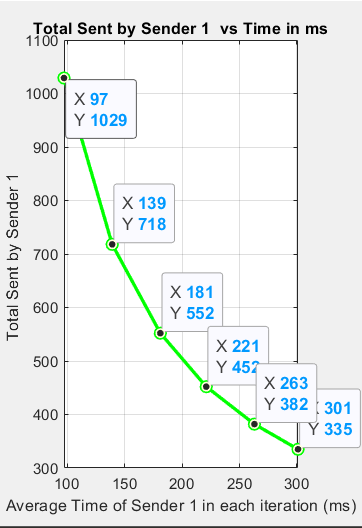 Total Sent by Sender 1 vs Time in ms
1100
1000
900
800
700
600
500
400
300
Total Sent by Sender 1
X 97
Y 1029
X 139
Y 718
X 181
Y 552
X 221
Y 452
X 263
Y 382
X 301
Y 335
100
150
200
250
300
Average Time of Sender 1 in each iteration (ms)